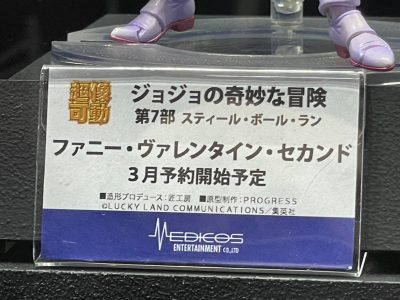 超像可動
ジョジョの奇妙な冒険
第7部 スティール・ボール・ラン
ファニー・ヴァレンタイン・セカンド
3月予約開始予定
■造形プロデュース：匠工房　■原型制作：PROGRESS
©LUCKY LAND COMMUNICATIONS／集英社
MEDICOS
ENTERTAINMENT CO.,LTD